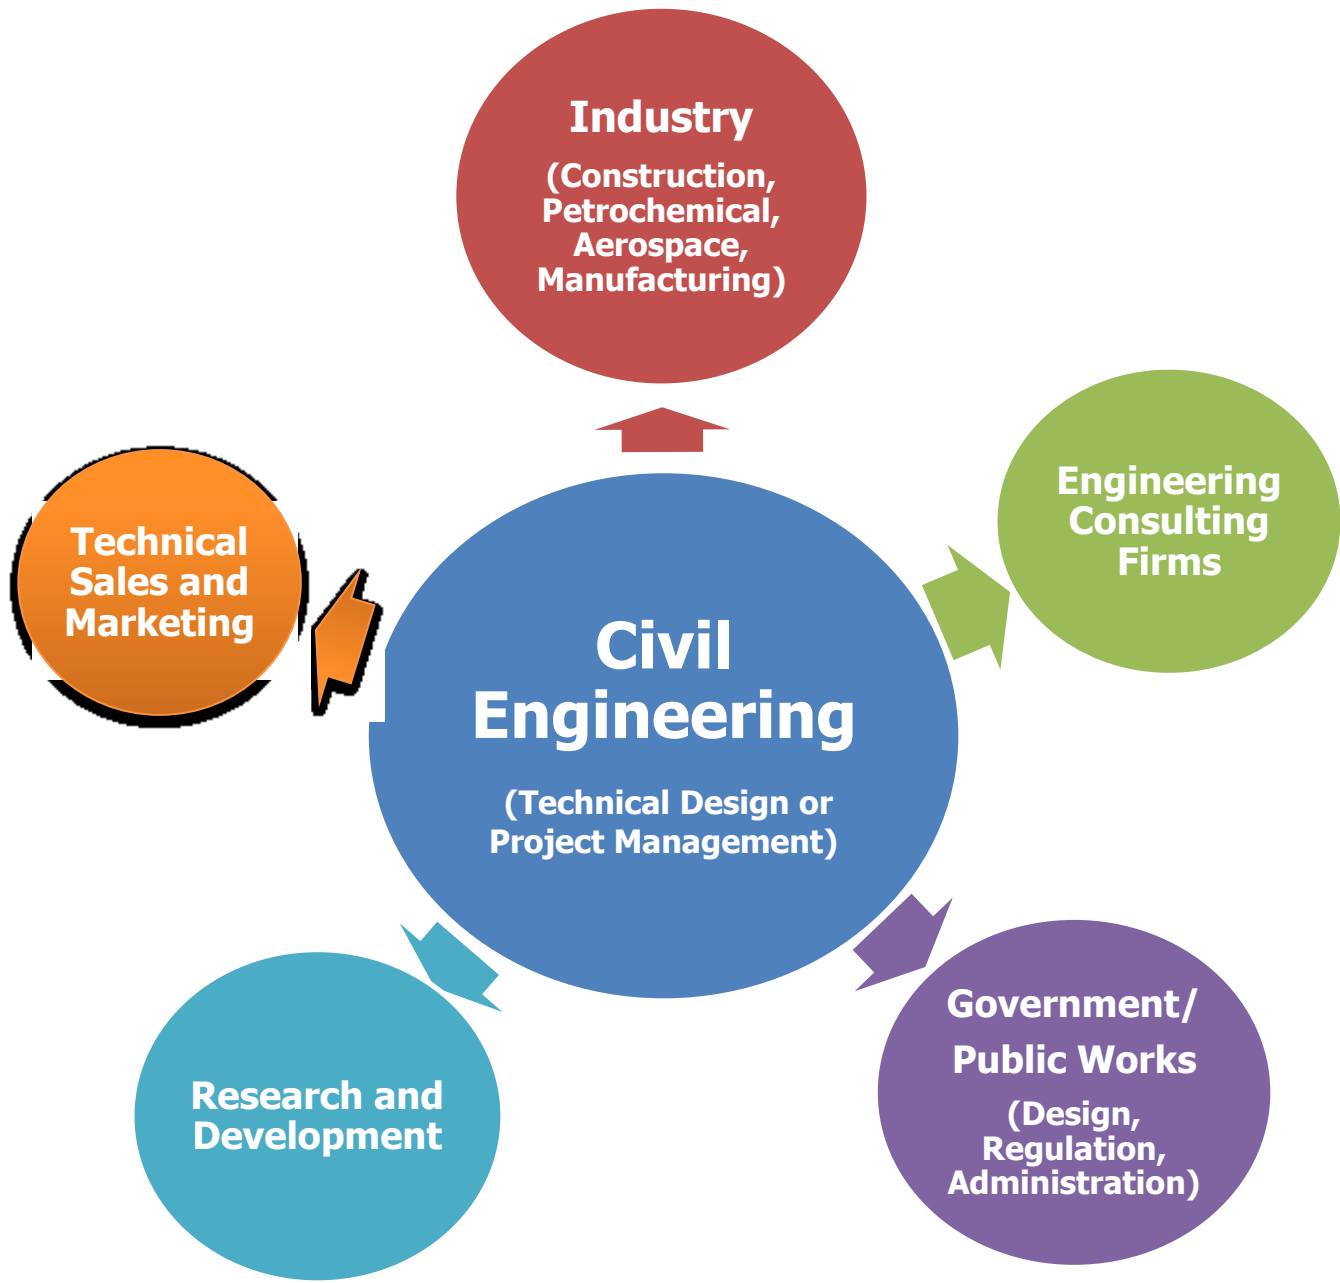 Industry
(Construction,
Petrochemical,
Aerospace,
Manufacturing)
Engineering
Consulting
Firms
Technical
Sales and
Marketing
Civil
Engineering
(Technical Design or
Project Management)
Government/
Public Works
(Design,
Regulation,
Administration)
Research and
Development